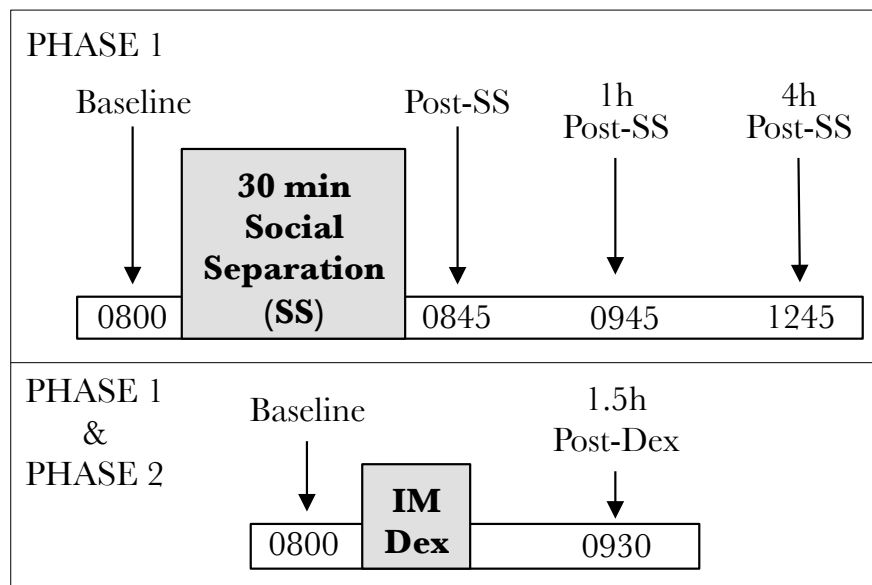 PHASE 1
Baseline
Post-SS
1h
Post-SS
4h
Post-SS
30 min
Social
Separation
(SS)
0800
0845
0945
1245
PHASE 1
&
PHASE 2
Baseline
1.5h
Post-Dex
IM
Dex
0800
0930